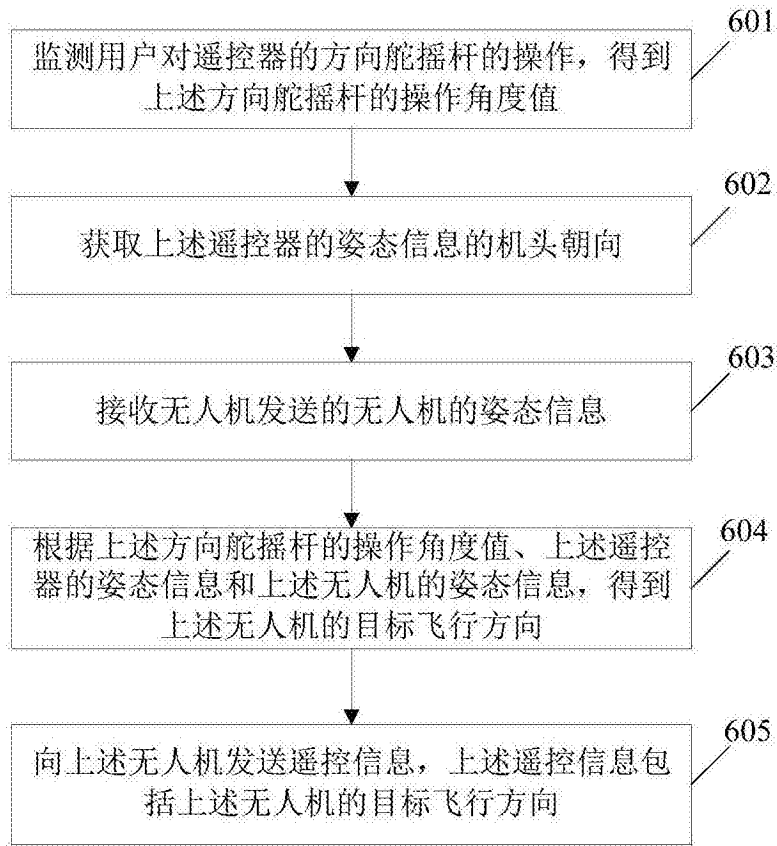 监测用户对遥控器的方向舵摇杆的操作，得到
上述方向舵摇杆的操作角度值
601
获取上述遥控器的姿态信息的机头朝向
602
接收无人机发送的无人机的姿态信息
603
根据上述方向舵摇杆的操作角度值、上述遥控
器的姿态信息和上述无人机的姿态信息，得到
上述无人机的目标飞行方向
604
向上述无人机发送遥控信息，上述遥控信息包
括上述无人机的目标飞行方向
605